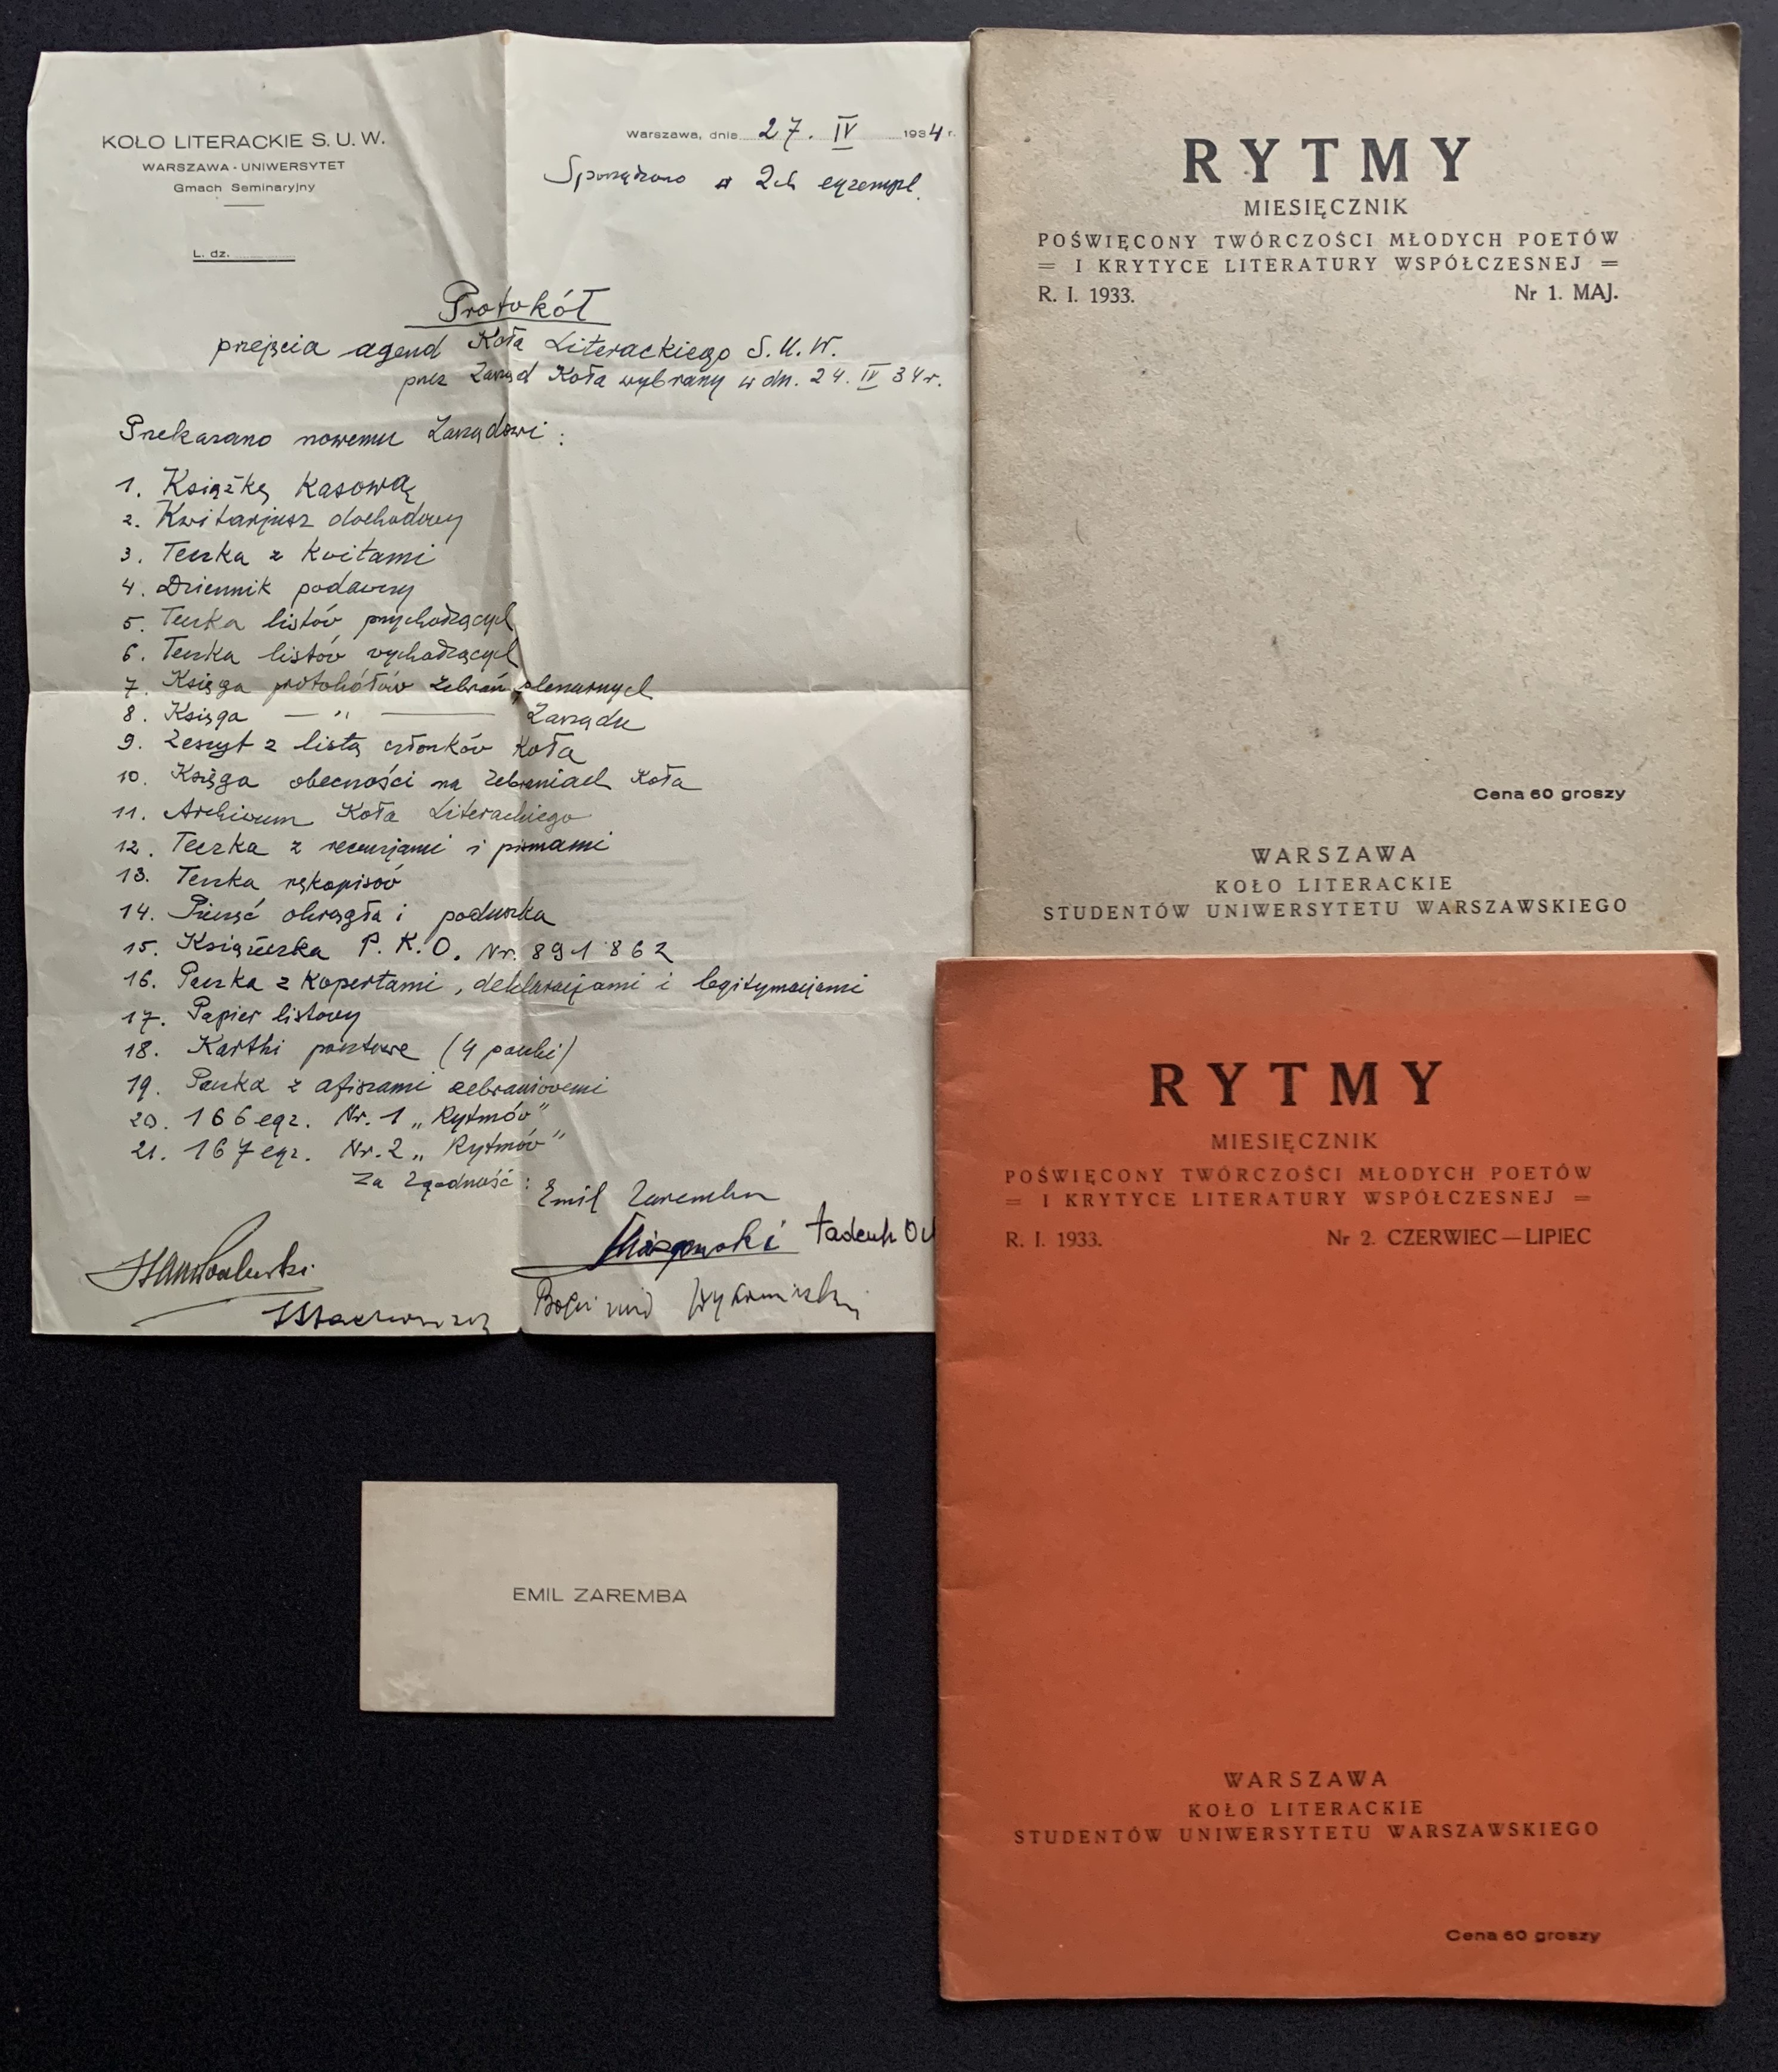 KOŁO LITERACKIE S. U. W.
WARSZAWA - UNIWERSYTET
Gmach Seminaryjny
L. dz.
Warszawa, dnia 27. IV 1934 r.
Sporządzono w 2ch egzempl.
Protokół
przejęcia agend Koła Literackiego S. U. W.
przez Zarząd Koła wybrany w dn. 24. IV 34 r.
Przekazano nowemu Zarządowi:
1. Książkę Kasową
2. Kwitarjusz dochodowy
3. Teczka z kwitami
4. Dziennik podawczy
5. Teczka listów przychodzących
6. Teczka listów wychodzących
7. Księga protokółów zebrań plenarnych
8. Księga — " — Zarządu
9. Zeszyt z listą członków Koła
10. Księga obecności na zebraniach Koła
11. Archiwum Koła Literackiego
12. Teczka z recenzjami i pismami
13. Teczka rękopisów
14. Pieczęć okrągła i poduszka
15. Książeczka P. K. O. Nr. 891862
16. Paczka z kopertami, deklaracjami i legitymacjami
17. Papier listowy
18. Kartki pocztowe (4 paczki)
19. Paczka z afiszami zebraniowemi
20. 166 egz. Nr. 1 „Rytmów"
21. 167 egz. Nr. 2 „Rytmów"
Za zgodność:
Emil Zaremba
Tadeusz
RYTMY
MIESIĘCZNIK
POŚWIĘCONY TWÓRCZOŚCI MŁODYCH POETÓW
= I KRYTYCE LITERATURY WSPÓŁCZESNEJ =
R. I. 1933. Nr 1. MAJ.
Cena 60 groszy
WARSZAWA
KOŁO LITERACKIE
STUDENTÓW UNIWERSYTETU WARSZAWSKIEGO
RYTMY
MIESIĘCZNIK
POŚWIĘCONY TWÓRCZOŚCI MŁODYCH POETÓW
= I KRYTYCE LITERATURY WSPÓŁCZESNEJ =
R. I. 1933. Nr 2. CZERWIEC—LIPIEC
WARSZAWA
KOŁO LITERACKIE
STUDENTÓW UNIWERSYTETU WARSZAWSKIEGO
Cena 60 groszy
EMIL ZAREMBA